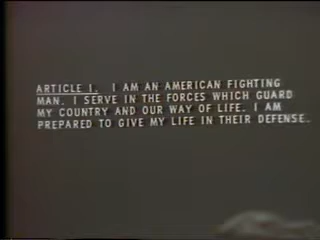 ARTICLE I. I AM AN AMERICAN FIGHTING
MAN. I SERVE IN THE FORCES WHICH GUARD
MY COUNTRY AND OUR WAY OF LIFE. I AM
PREPARED TO GIVE MY LIFE IN THEIR DEFENSE.